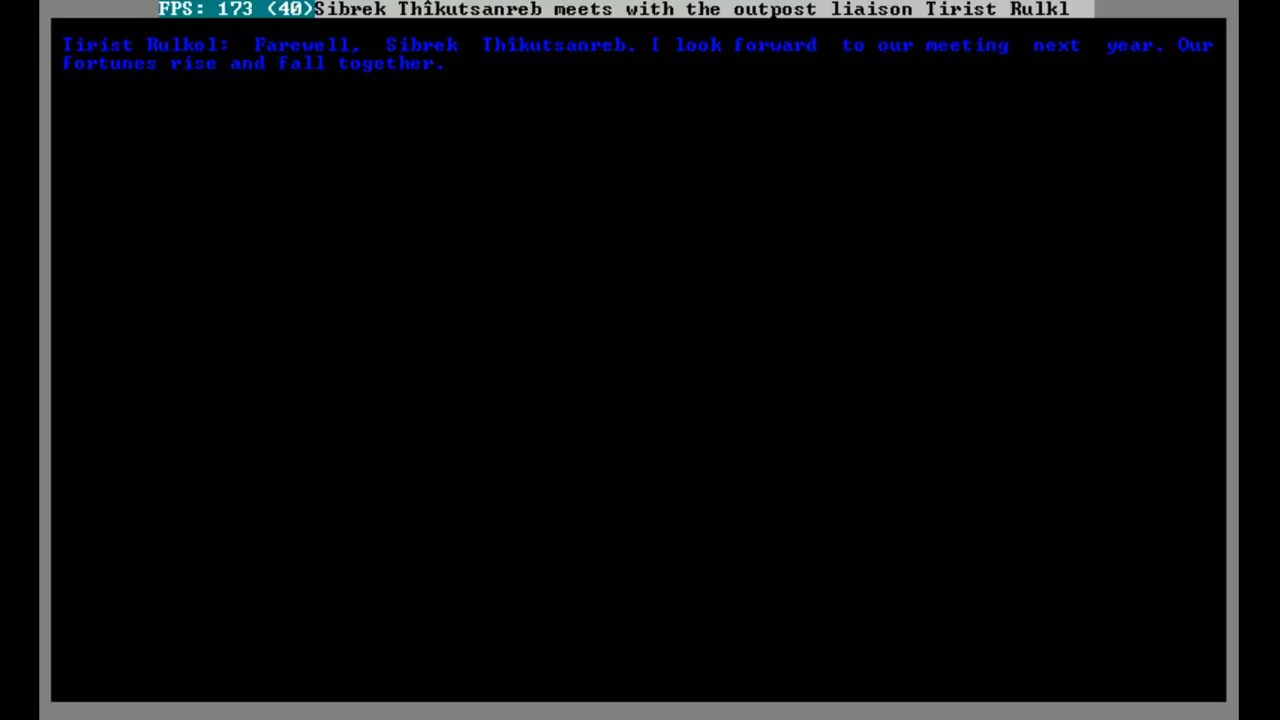 FPS: 173 (40)Sibrek Thîkutsanreb meets with the outpost liaison Tirist Rulkl
Tirist Rulkol: Farewell, Sibrek Thîkutsanreb. I look forward to our meeting next year. Our
fortunes rise and fall together.